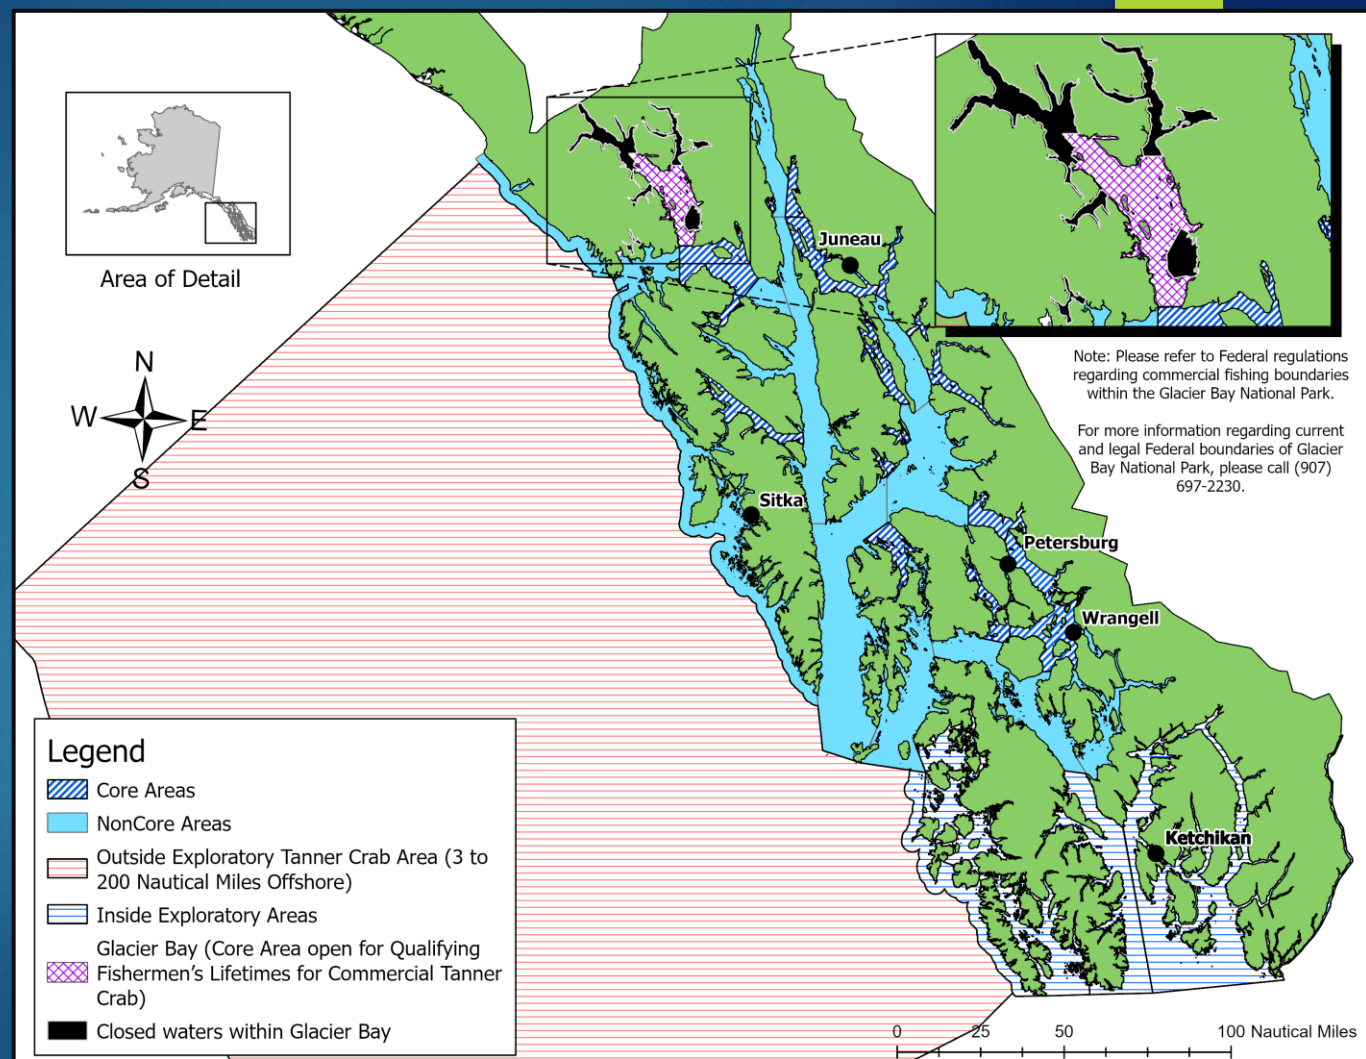 Area of Detail
N
W
E
S
Juneau
Sitka
Petersburg
Wrangell
Ketchikan
Note: Please refer to Federal regulations
regarding commercial fishing boundaries
within the Glacier Bay National Park.
For more information regarding current
and legal Federal boundaries of Glacier
Bay National Park, please call (907)
697-2230.
Legend
Core Areas
NonCore Areas
Outside Exploratory Tanner Crab Area (3 to
200 Nautical Miles Offshore)
Inside Exploratory Areas
Glacier Bay (Core Area open for Qualifying
Fishermen's Lifetimes for Commercial Tanner
Crab)
Closed waters within Glacier Bay
0 25 50 100 Nautical Miles